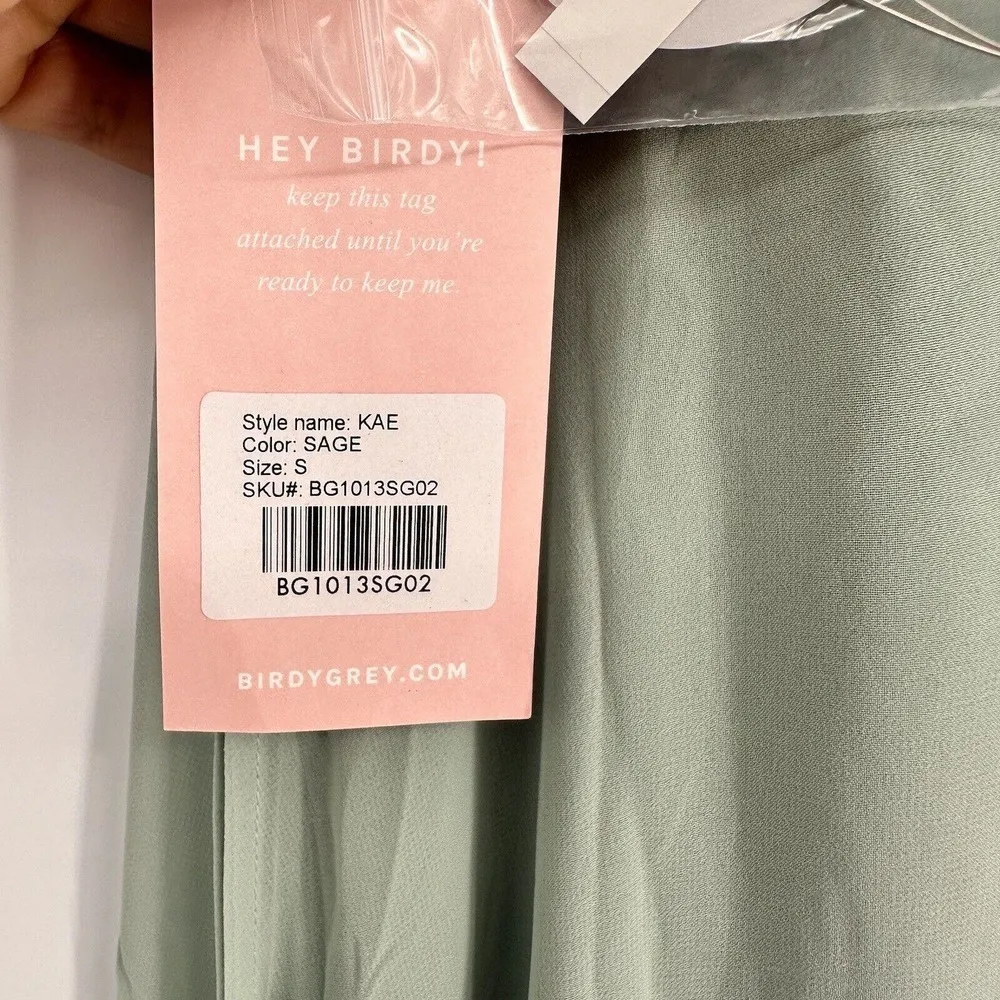 HEY BIRDY!
keep this tag
attached until you're
ready to keep me.
Style name: KAE
Color: SAGE
Size: S
SKU#: BG1013SG02
BG1013SG02
BIRDYGREY.COM